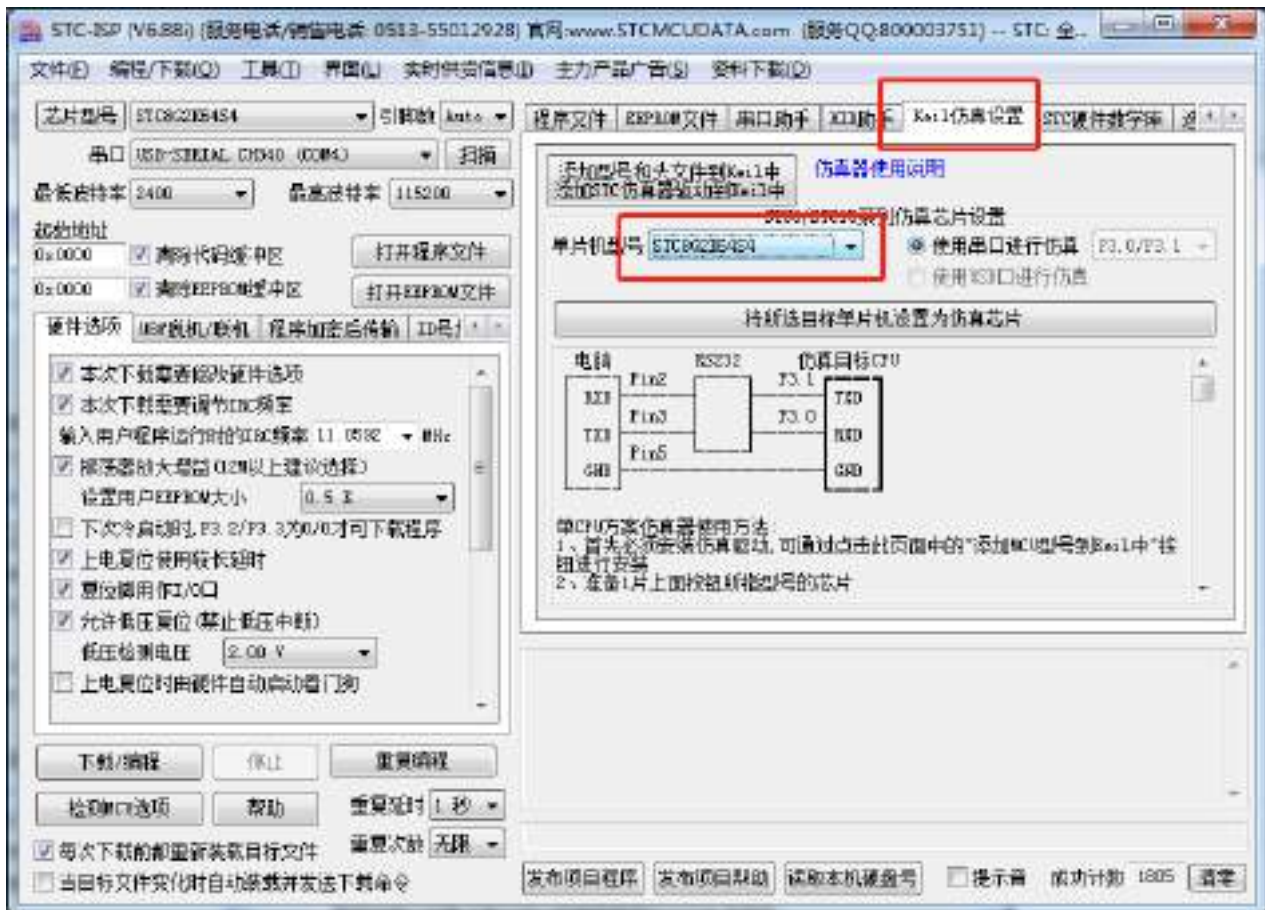 STC-ISP (V6.88i) (服务电话/销售电话: 0513-55012928) 官网:www.STCMCUDATA.com (服务QQ:800003751) -- STC 全
文件(F) 编程/下载(Q) 工具(T) 界面(L) 实时供货信息(I) 主力产品广告(S) 资料下载(D)
芯片型号 STC8G2K64S4 引脚数 Auto
串口 USB-SERIAL CH340 (COM4) 扫描
最低波特率 2400 最高波特率 115200
起始地址
0x0000 清除代码缓冲区 打开程序文件
0x0000 清除EEPROM缓冲区 打开EEPROM文件
硬件选项 程序加密后传输 ID号
本次下载需要修改硬件选项
本次下载需要调节IRC频率
输入用户程序运行时的IRC频率 11.0592 MHz
振荡器放大增益(12M以上建议选择)
设置用户EEPROM大小 0.5 K
下次冷启动时, P3.2/P3.3为0/0才可下载程序
上电复位使用较长延时
复位脚用作I/O口
允许低压复位(禁止低压中断)
低压检测电压 2.00 V
上电复位时由硬件自动启动看门狗
下载/编程 停止 重复编程
检测MCU选项 帮助 重复延时 1 秒
每次下载前都重新装载目标文件 重复次数 无限
当目标文件变化时自动装载并发送下载命令
程序文件 EEPROM文件 串口助手 Keil仿真设置 STC硬件数学库
添加型号和头文件到Keil中
添加STC仿真器驱动到Keil中
仿真器使用说明
系列仿真芯片设置
单片机型号 STC8G2K64S4 使用串口进行仿真 P3.0/P3.1
进行仿真
将所选目标单片机设置为仿真芯片
电脑 RS232 仿真目标CPU
RXD Pin2 P3.1 TXD
TXD Pin3 P3.0 RXD
GND Pin5 GND
单CPU方案仿真器使用方法:
1、首先必须安装仿真驱动, 可通过点击此页面中的"添加MCU型号到Keil中"按
钮进行安装
2、准备1片上面按钮所指型号的芯片
发布项目程序 发布项目帮助 读取本机硬盘号 提示音 成功计数 1805 清零